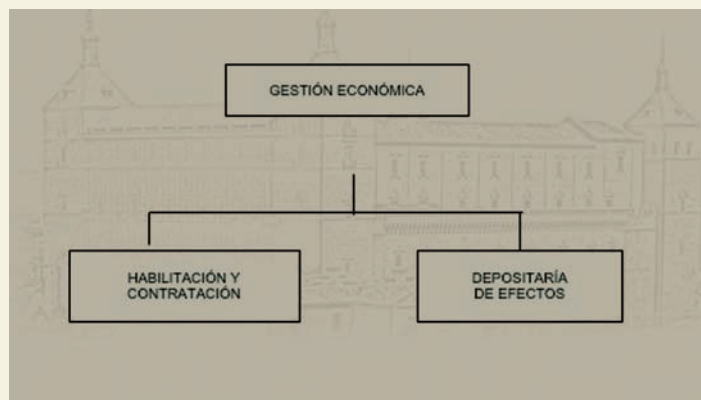 GESTIÓN ECONÓMICA
HABILITACIÓN Y
CONTRATACIÓN
DEPOSITARÍA
DE EFECTOS